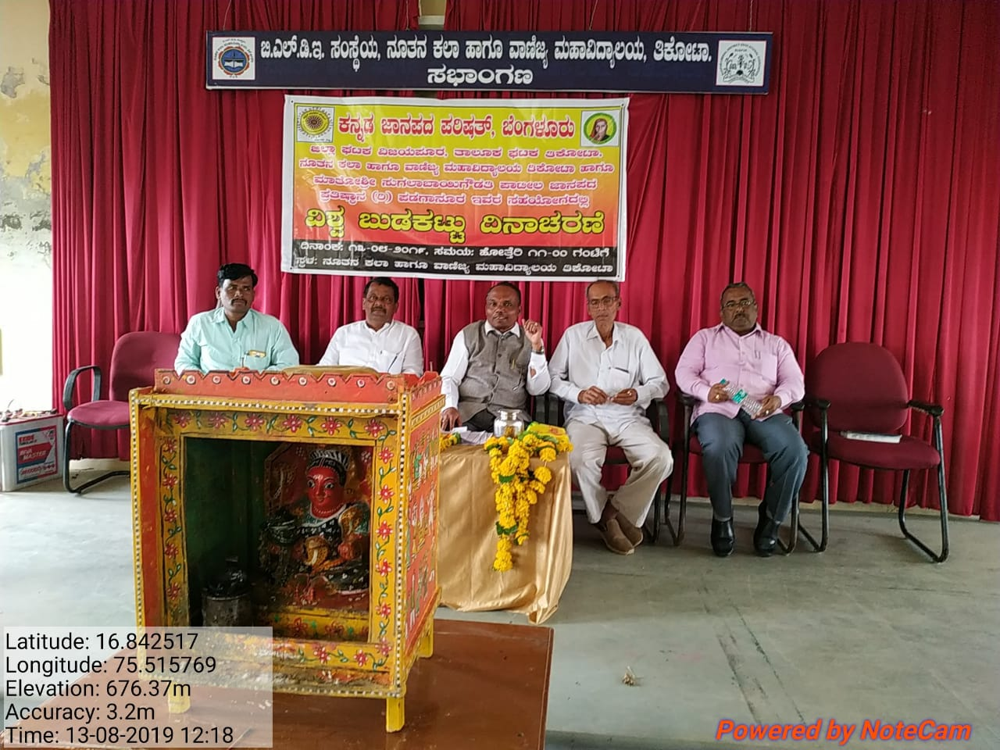 ಬಿ.ಎಲ್.ಡಿ.ಇ. ಸಂಸ್ಥೆಯ, ನೂತನ ಕಲಾ ಹಾಗೂ ವಾಣಿಜ್ಯ ಮಹಾವಿದ್ಯಾಲಯ, ತಿಕೋಟಾ.
ಸಭಾಂಗಣ
ಕನ್ನಡ ಜಾನಪದ ಪರಿಷತ್, ಬೆಂಗಳೂರು
ಜಿಲ್ಲಾ ಘಟಕ ವಿಜಯಪೂರ, ತಾಲೂಕ ಘಟಕ ತಿಕೋಟಾ,
ನೂತನ ಕಲಾ ಹಾಗೂ ವಾಣಿಜ್ಯ ಮಹಾವಿದ್ಯಾಲಯ ತಿಕೋಟಾ ಹಾಗೂ
ಮಾತೋಶ್ರೀ ಸುಗಲಾಬಾಯಿಗೌಡತಿ ಪಾಟೀಲ ಜಾನಪದ
ಪ್ರತಿಷ್ಠಾನ (ರಿ) ಪಡಗಾನೂರ ಇವರ ಸಹಯೋಗದಲ್ಲಿ
ವಿಶ್ವ ಬುಡಕಟ್ಟು ದಿನಾಚರಣೆ
ದಿನಾಂಕ: ೧೩-೦೮-೨೦೧೯, ಸಮಯ: ಹೊತ್ತೆರಿ ೧೧-೦೦ ಗಂಟೆಗೆ
ಸ್ಥಳ: ನೂತನ ಕಲಾ ಹಾಗೂ ವಾಣಿಜ್ಯ ಮಹಾವಿದ್ಯಾಲಯ ತಿಕೋಟಾ
Latitude: 16.842517
Longitude: 75.515769
Elevation: 676.37m
Accuracy: 3.2m
Time: 13-08-2019 12:18
Powered by NoteCam